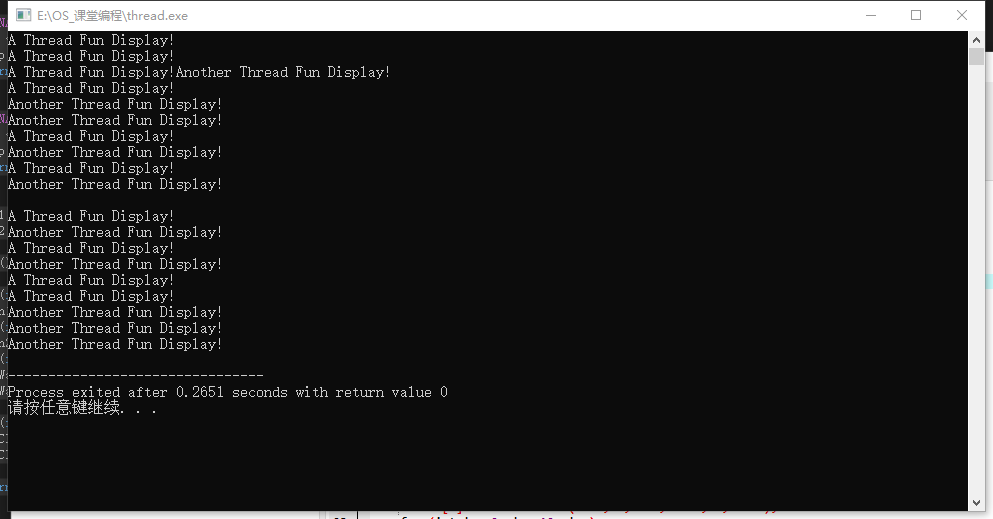 E:\OS_课堂编程\thread.exe
A Thread Fun Display!
A Thread Fun Display!
A Thread Fun Display!Another Thread Fun Display!
A Thread Fun Display!
Another Thread Fun Display!
Another Thread Fun Display!
A Thread Fun Display!
Another Thread Fun Display!
A Thread Fun Display!
Another Thread Fun Display!
A Thread Fun Display!
Another Thread Fun Display!
A Thread Fun Display!
Another Thread Fun Display!
A Thread Fun Display!
A Thread Fun Display!
Another Thread Fun Display!
Another Thread Fun Display!
Another Thread Fun Display!
--------------------------------
Process exited after 0.2651 seconds with return value 0
请按任意键继续. . .